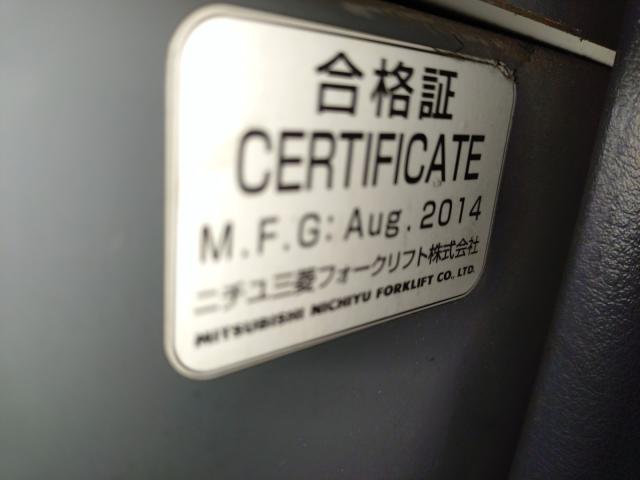 合格証
CERTIFICATE
M.F.G: Aug. 2014
ニチユ三菱フォークリフト株式会社
MITSUBISHI NICHIYU FORKLIFT CO., LTD.